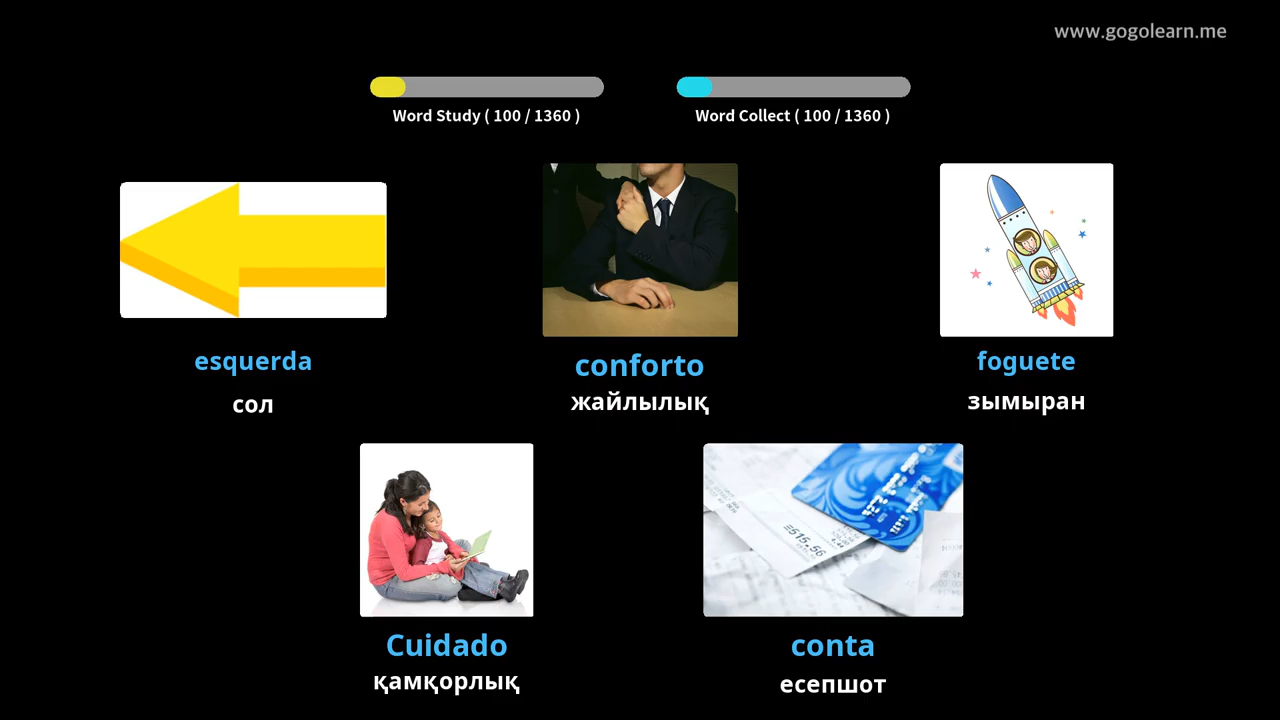 www.gogolearn.me
Word Study ( 100 / 1360 )
Word Collect ( 100 / 1360 )
esquerda
сол
conforto
жайлылық
foguete
зымыран
Cuidado
қамқорлық
conta
есепшот